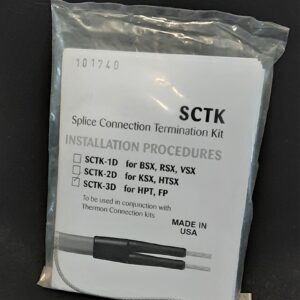 101740
SCTK
Splice Connection Termination Kit
INSTALLATION PROCEDURES
SCTK-1D for BSX, RSX, VSX
SCTK-2D for KSX, HTSX
SCTK-3D for HPT, FP
To be used in conjunction with
Thermon Connection kits
MADE IN
USA